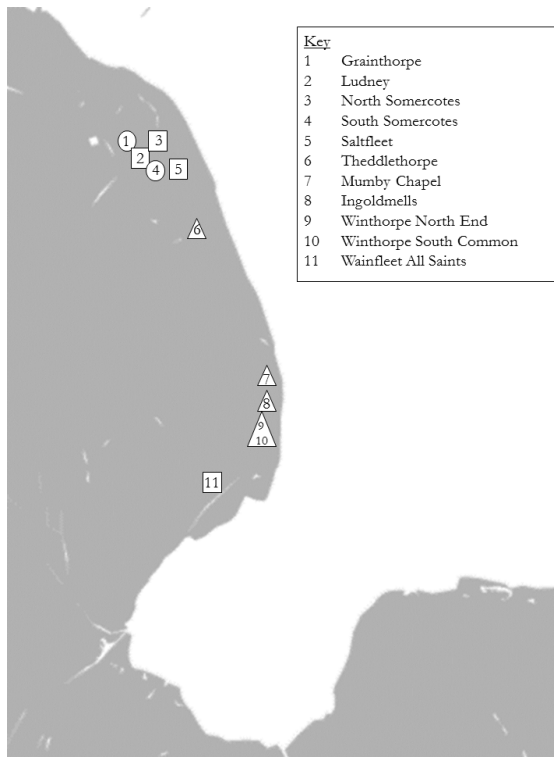 Key
1 Grainthorpe
2 Ludney
3 North Somercotes
4 South Somercotes
5 Saltfleet
6 Theddlethorpe
7 Mumby Chapel
8 Ingoldmells
9 Winthorpe North End
10 Winthorpe South Common
11 Wainfleet All Saints
1
3
2
4
5
6
7
8
9
10
11